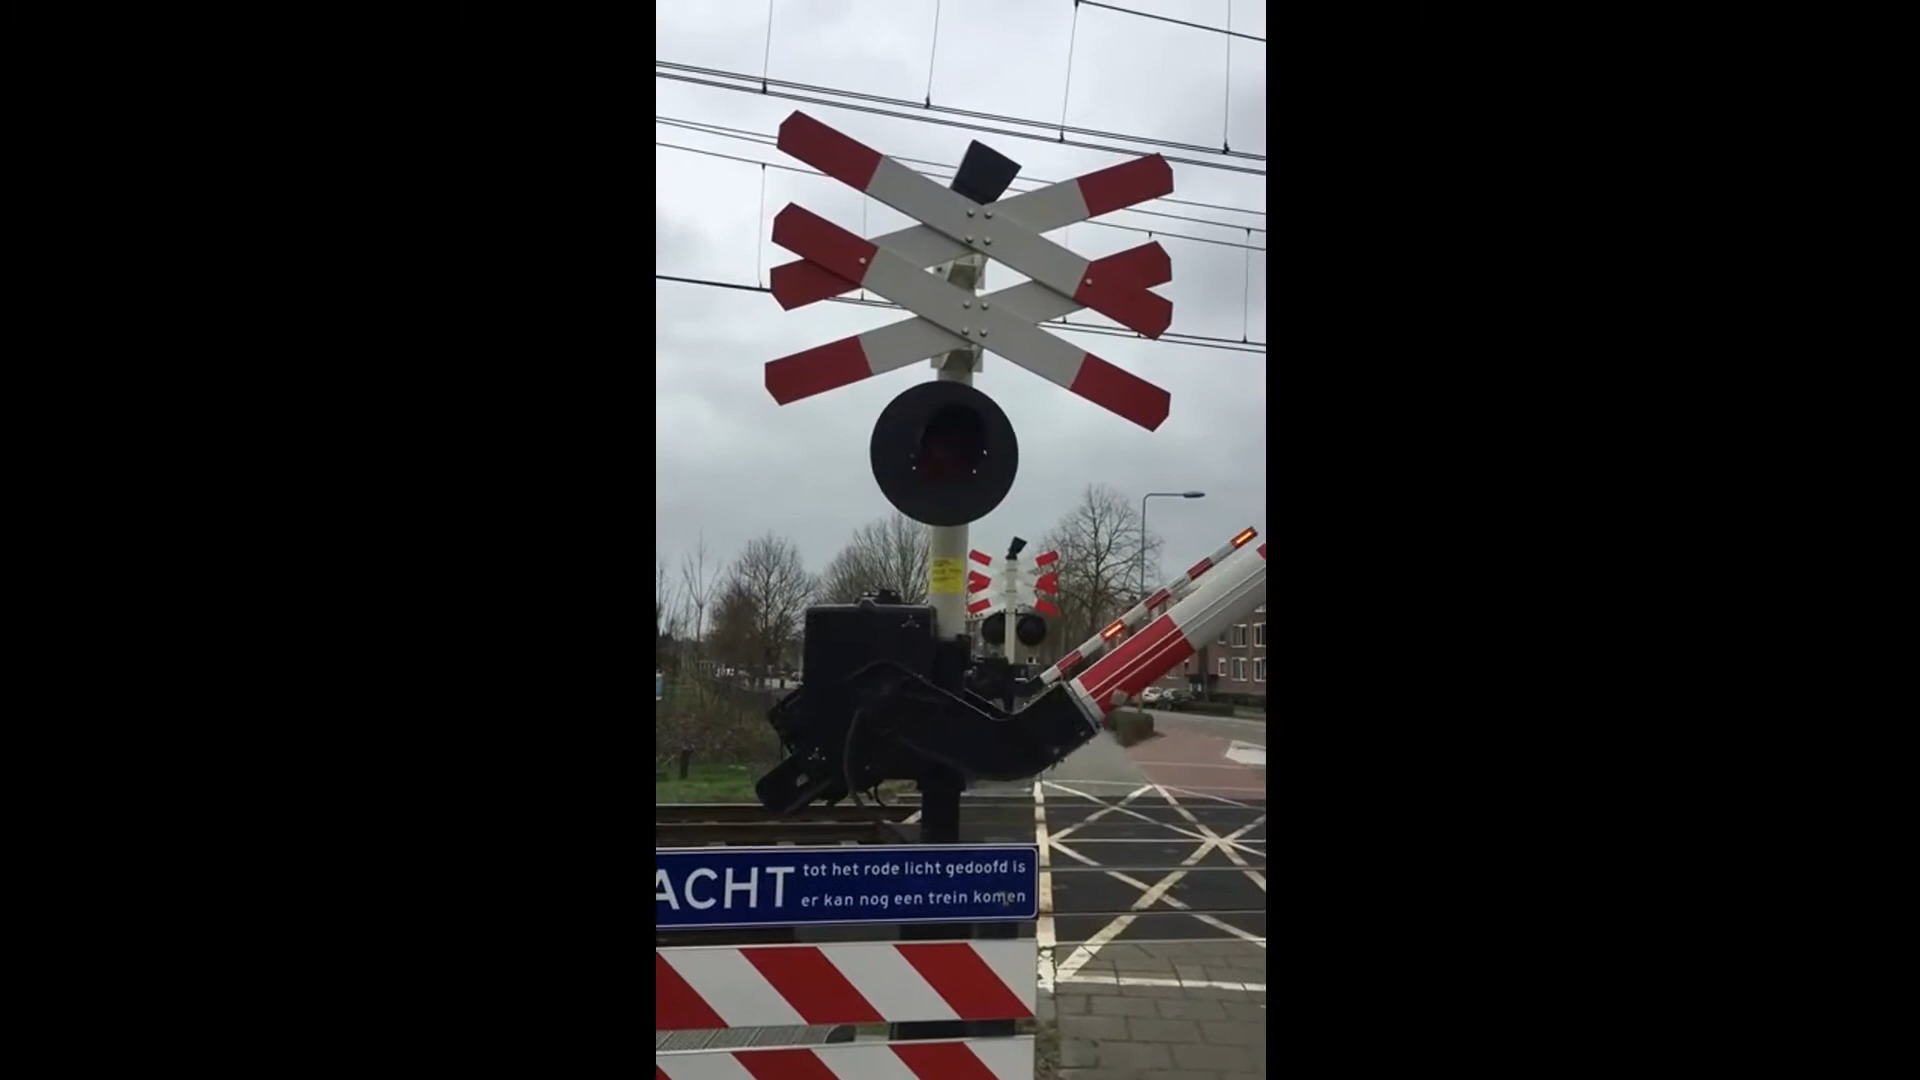 ACHT
tot het rode licht gedoofd is
er kan nog een trein komen